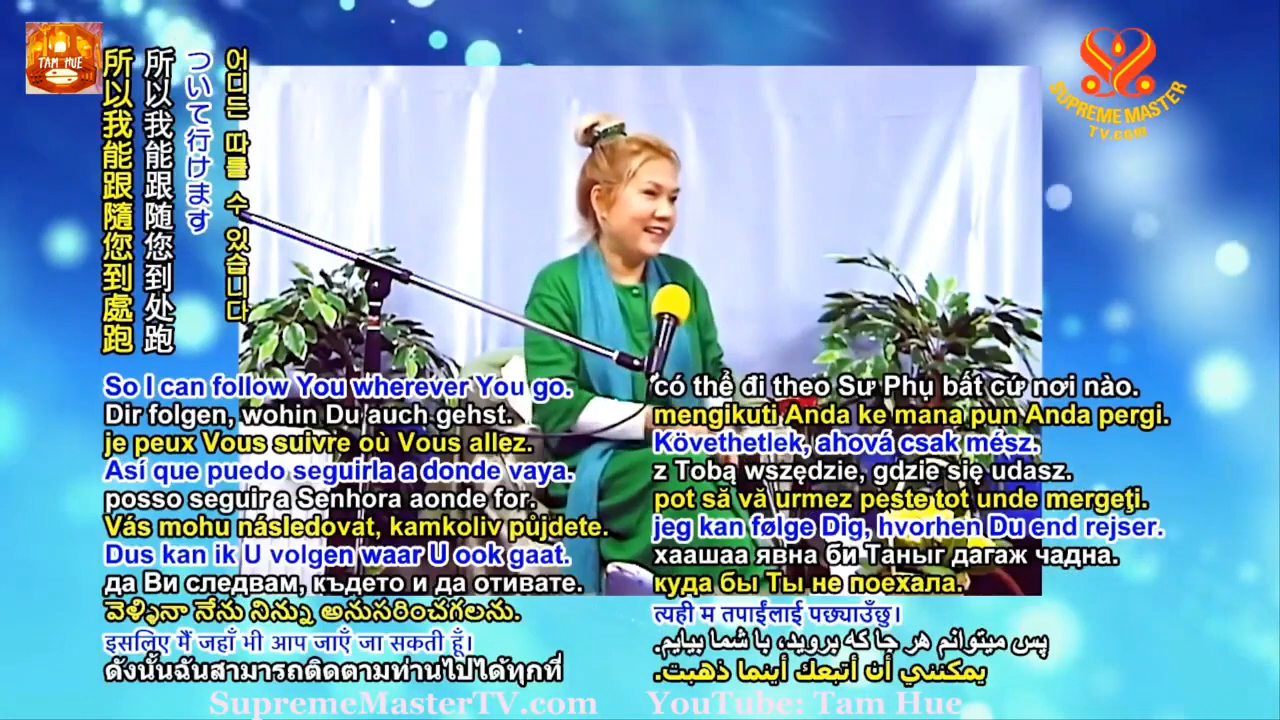 TAM HUE
SUPREME MASTER
TV.com
어디든 따를 수 있습니다
ついて行けます
所以我能跟随您到处跑
所以我能跟隨您到處跑
So I can follow You wherever You go.
Dir folgen, wohin Du auch gehst.
je peux Vous suivre où Vous allez.
Así que puedo seguirla a donde vaya.
posso seguir a Senhora aonde for.
Vás mohu následovat, kamkoliv půjdete.
Dus kan ik U volgen waar U ook gaat.
да Ви следвам, където и да отивате.
వెళ్ళినా నేను నిన్ను అనుసరించగలను.
इसलिए मैं जहाँ भी आप जाएँ जा सकती हूँ।
ดังนั้นฉันสามารถติดตามท่านไปได้ทุกที่
có thể đi theo Sư Phụ bất cứ nơi nào.
mengikuti Anda ke mana pun Anda pergi.
Követhetlek, ahová csak mész.
z Tobą wszędzie, gdzie się udasz.
pot să vă urmez peste tot unde mergeţi.
jeg kan følge Dig, hvorhen Du end rejser.
хаашаа явна би Таныг дагаж чадна.
куда бы Ты не поехала.
त्यही म तपाईंलाई पछ्याउँछु।
پس میتوانم هر جا که بروید، با شما بیایم.
يمكنني أن أتبعك أينما ذهبت.
SupremeMasterTV.com
YouTube: Tam Hue